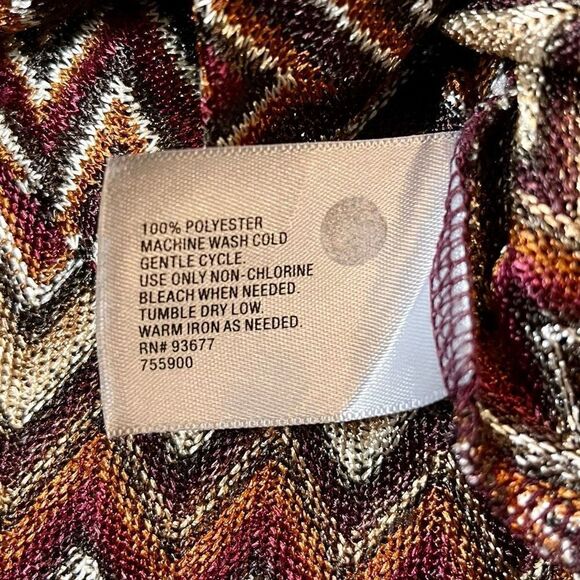 100% POLYESTER
MACHINE WASH COLD
GENTLE CYCLE.
USE ONLY NON-CHLORINE
BLEACH WHEN NEEDED.
TUMBLE DRY LOW.
WARM IRON AS NEEDED.
RN# 93677
755900